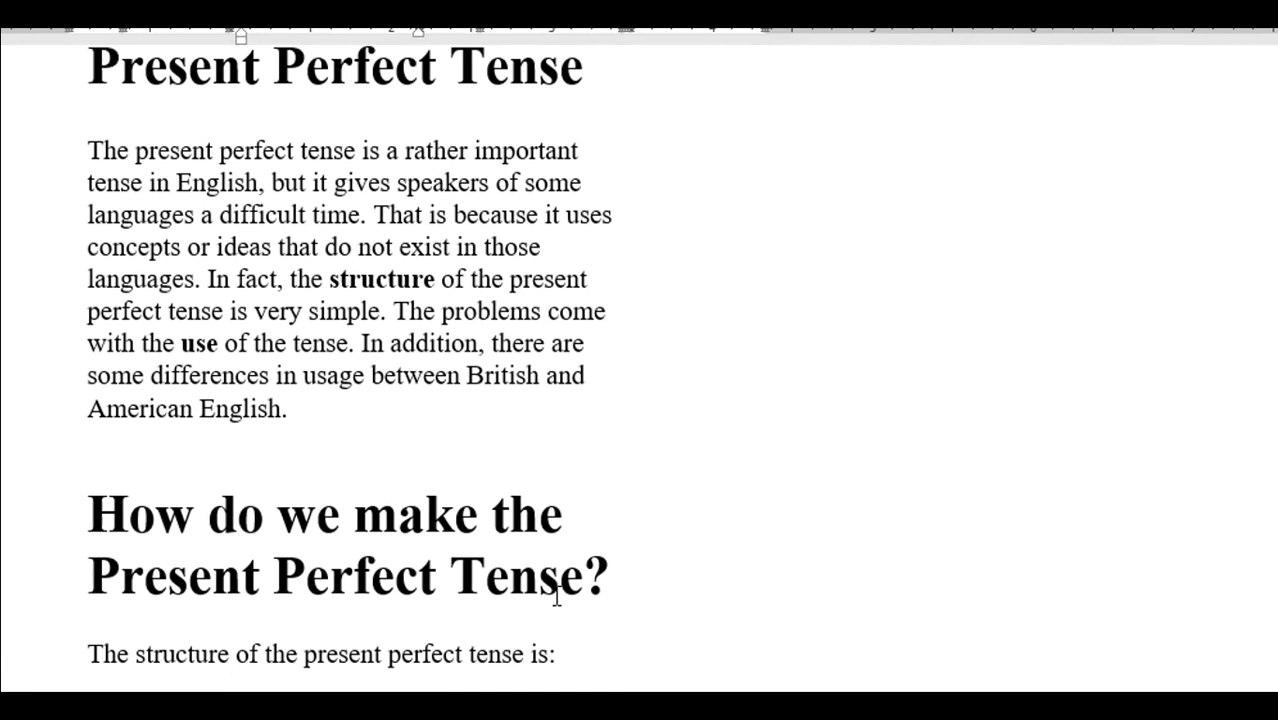 Present Perfect Tense
The present perfect tense is a rather important
tense in English, but it gives speakers of some
languages a difficult time. That is because it uses
concepts or ideas that do not exist in those
languages. In fact, the structure of the present
perfect tense is very simple. The problems come
with the use of the tense. In addition, there are
some differences in usage between British and
American English.
How do we make the
Present Perfect Tense?
The structure of the present perfect tense is: